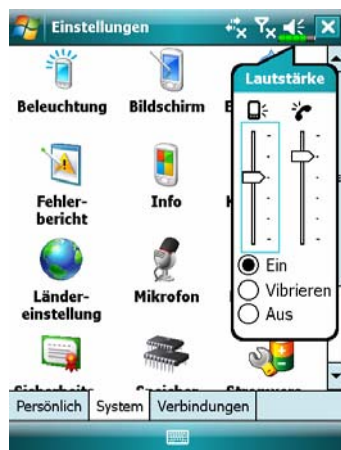 Einstellungen
Lautstärke
Beleuchtung Bildschirm
Fehler-
bericht
Info
Länder-
einstellung
Mikrofon
Ein
Vibrieren
Aus
Persönlich System Verbindungen